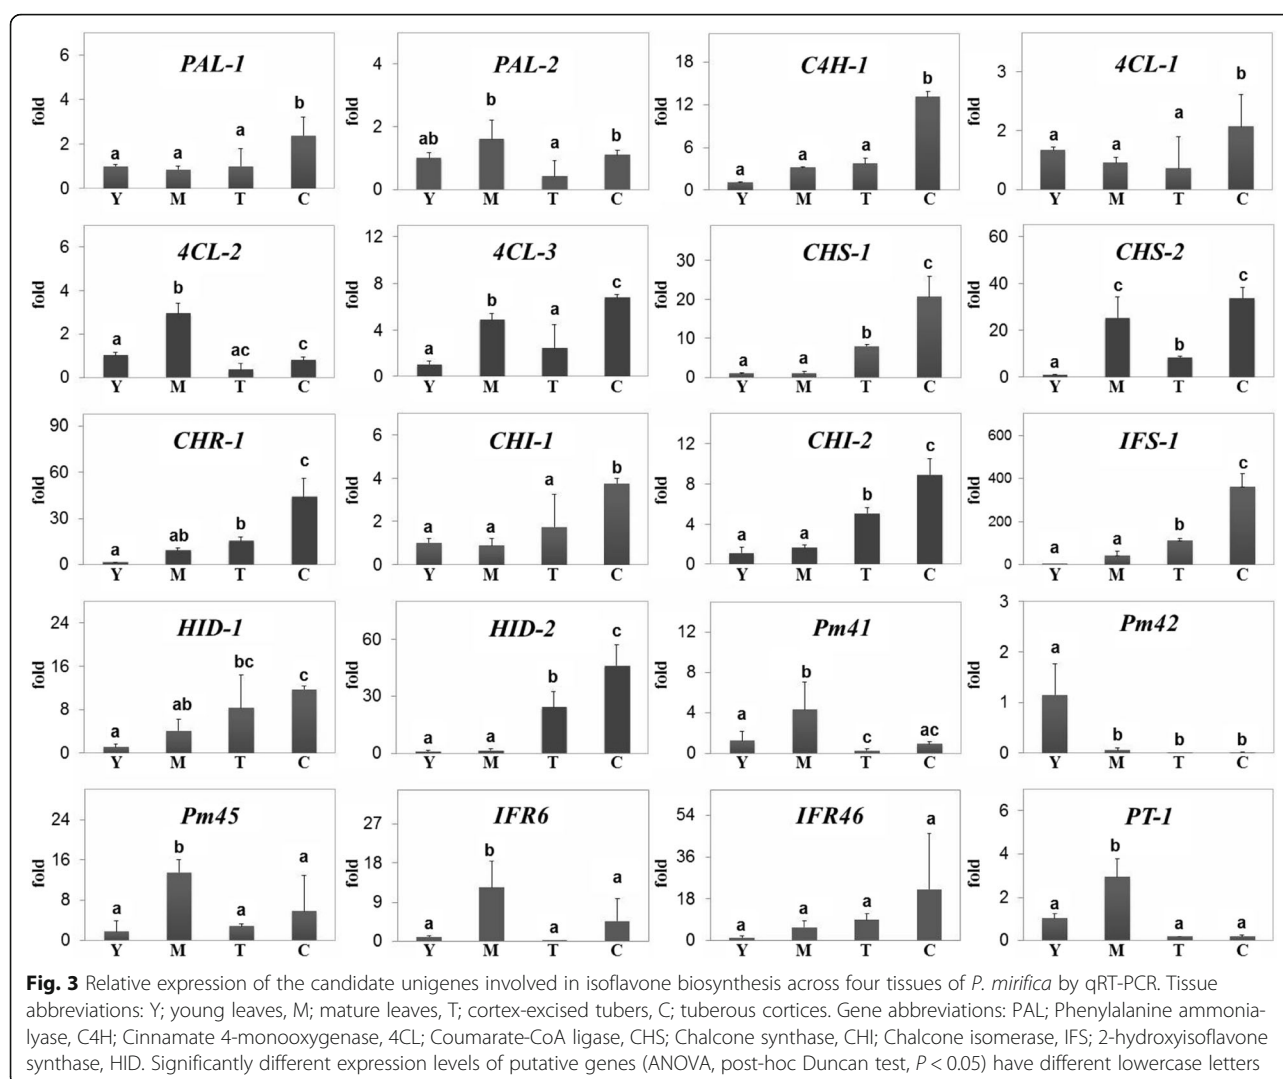 PAL-1
fold
6
4
2
0
a
a
a
b
Y M T C
PAL-2
fold
4
2
0
ab
b
a
b
Y M T C
C4H-1
fold
18
12
6
0
a
a
a
b
Y M T C
4CL-1
fold
3
2
0
a
a
a
b
Y M T C
4CL-2
fold
6
4
2
0
a
b
ac
c
Y M T C
4CL-3
fold
12
8
4
0
a
b
a
c
Y M T C
CHS-1
fold
30
20
10
0
a
a
b
c
Y M T C
CHS-2
fold
60
40
20
0
a
c
b
c
Y M T C
CHR-1
fold
90
60
30
0
a
ab
b
c
Y M T C
CHI-1
fold
6
4
2
0
a
a
a
b
Y M T C
CHI-2
fold
12
8
4
0
a
a
b
c
Y M T C
IFS-1
fold
600
400
200
0
a
a
b
c
Y M T C
HID-1
fold
24
16
8
0
a
ab
bc
c
Y M T C
HID-2
fold
60
30
0
a
a
b
c
Y M T C
Pm41
fold
12
8
4
0
a
b
c
ac
Y M T C
Pm42
fold
3
2
1
0
a
b
b
b
Y M T C
Pm45
fold
24
16
8
0
a
b
a
a
Y M T C
IFR6
fold
27
18
9
0
a
b
a
a
Y M T C
IFR46
fold
54
36
18
0
a
a
a
a
Y M T C
PT-1
fold
6
4
2
0
a
b
a
a
Y M T C
Fig. 3 Relative expression of the candidate unigenes involved in isoflavone biosynthesis across four tissues of P. mirifica by qRT-PCR. Tissue
abbreviations: Y; young leaves, M; mature leaves, T; cortex-excised tubers, C; tuberous cortices. Gene abbreviations: PAL; Phenylalanine ammonia-
lyase, C4H; Cinnamate 4-monooxygenase, 4CL; Coumarate-CoA ligase, CHS; Chalcone synthase, CHI; Chalcone isomerase, IFS; 2-hydroxyisoflavone
synthase, HID. Significantly different expression levels of putative genes (ANOVA, post-hoc Duncan test, P < 0.05) have different lowercase letters